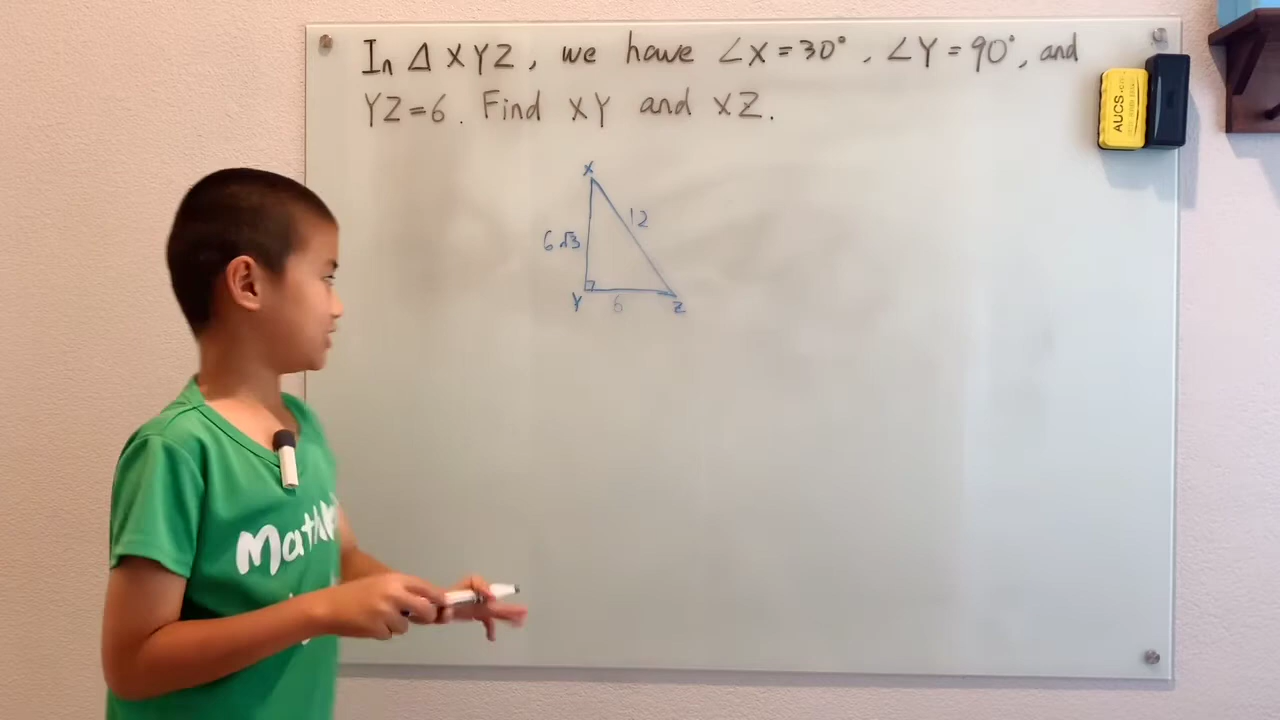 In Δ XYZ, we have ∠X = 30°, ∠Y = 90°, and
YZ = 6. Find XY and XZ.
X
12
6√3
Y
6
Z
AUCS
Math